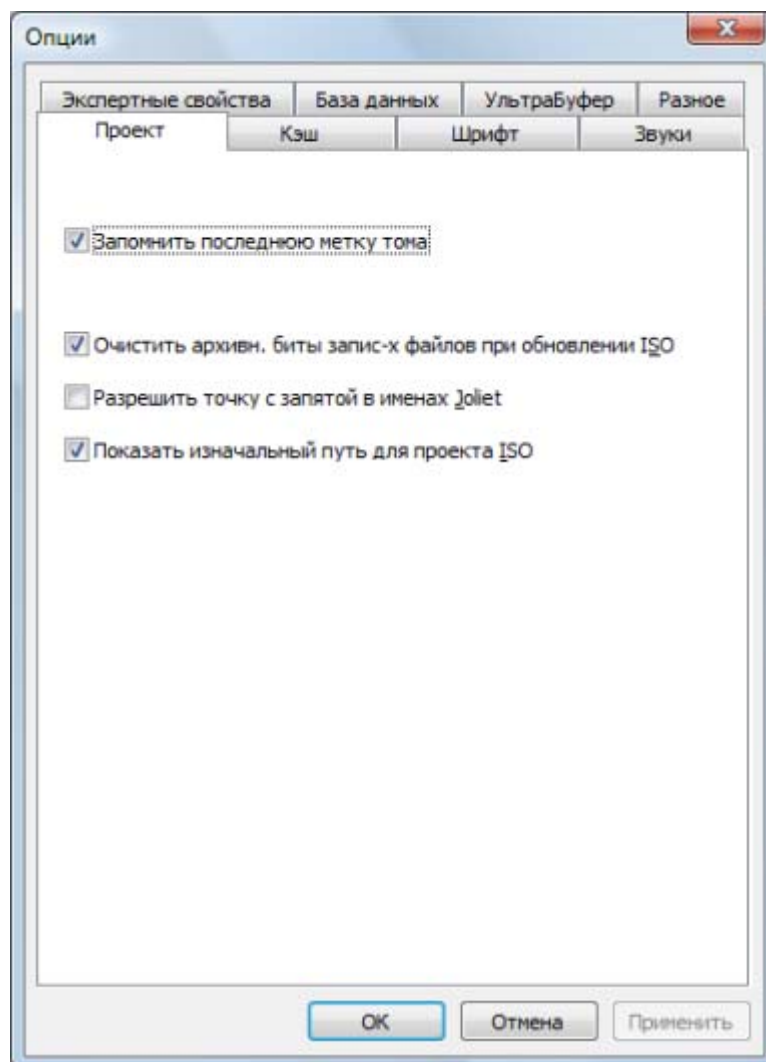 Опции
Экспертные свойства База данных УльтраБуфер Разное
Проект Кэш Шрифт Звуки
Запомнить последнюю метку тома
Очистить архивн. биты запис-х файлов при обновлении ISO
Разрешить точку с запятой в именах Joliet
Показать изначальный путь для проекта ISO
OK Отмена Применить